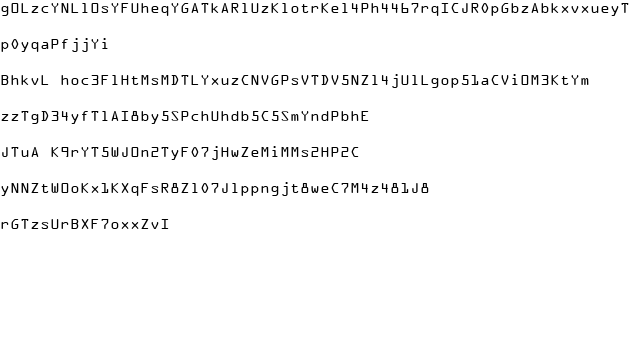 gOLzcYNL1OsYFUheqYGATkAR1UzK1otrKe14Ph4467rqICJR0pGbzAbkxvxueyT
p0yqaPfjjYi
BhkvL hoc3F1HtMsMDTLYxuzCNVGPsVTDV5NZ14jU1Lgop51aCViOM3KtYm
zzTgD34yfT1AI8by5SPchUhdb5C5SmYndPbhE
JTuA K9rYT5WJOn2TyF07jHwZeMiMMs2HP2C
yNNZtWOoKx1KXqFsR8Z107J1ppngjt8weC7M4z481J8
rGTzsUrBXF7oxxZvI